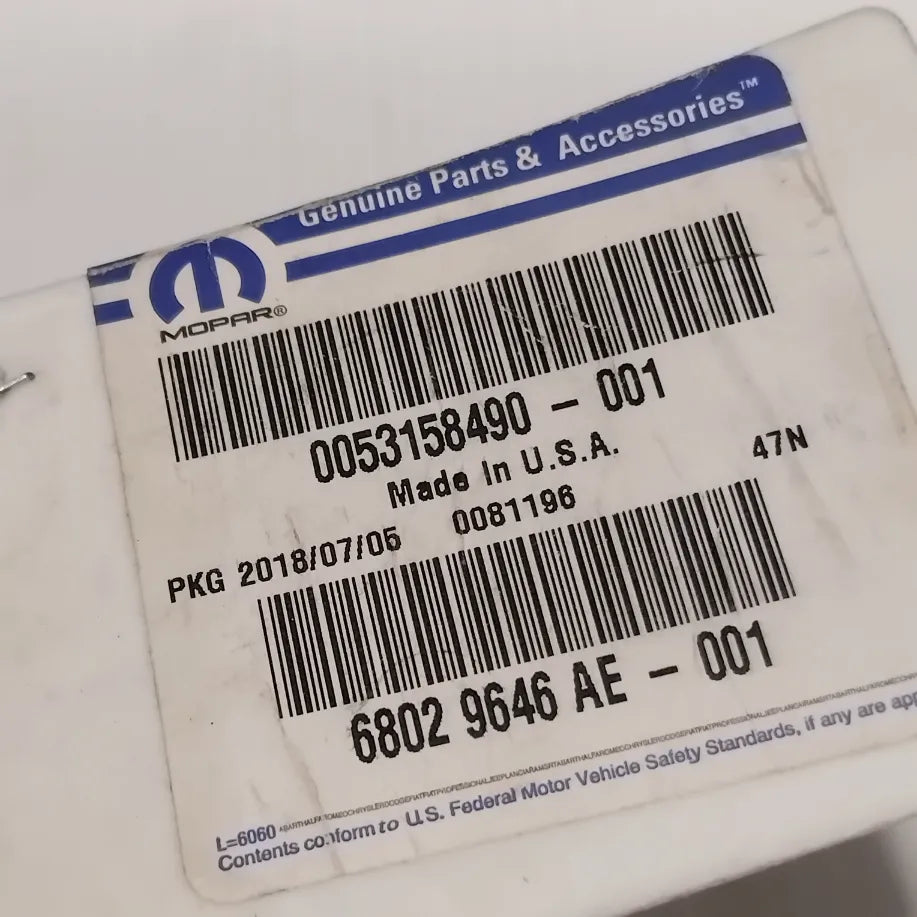 Genuine Parts & Accessories™
MOPAR®
0053158490 - 001
Made In U.S.A.
47N
PKG 2018/07/05 0081196
6802 9646 AE - 001
L=6060
Contents conform to U.S. Federal Motor Vehicle Safety Standards, if any are app